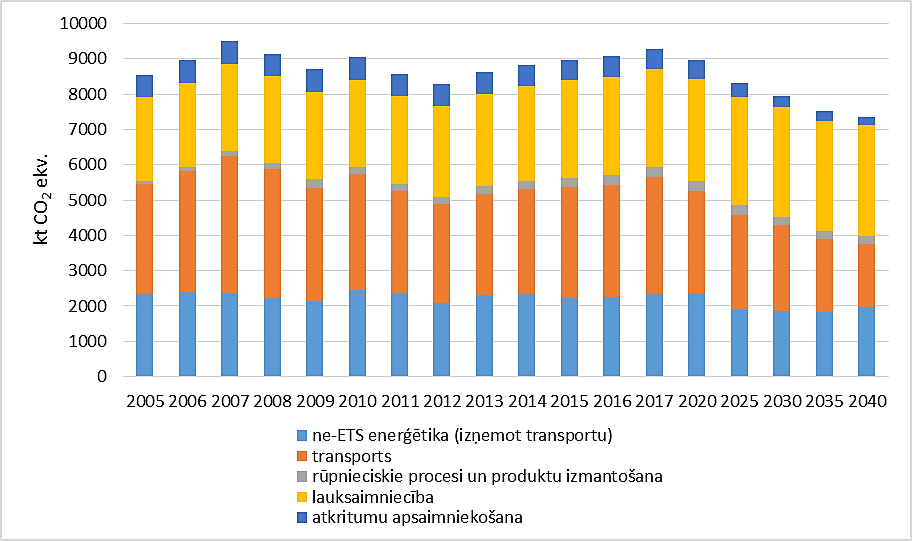 10000
9000
8000
7000
6000
5000
4000
3000
2000
1000
0
kt CO₂ ekv.
2005 2006 2007 2008 2009 2010 2011 2012 2013 2014 2015 2016 2017 2020 2025 2030 2035 2040
ne-ETS enerģētika (izņemot transportu)
transports
rūpnieciskie procesi un produktu izmantošana
lauksaimniecība
atkritumu apsaimniekošana